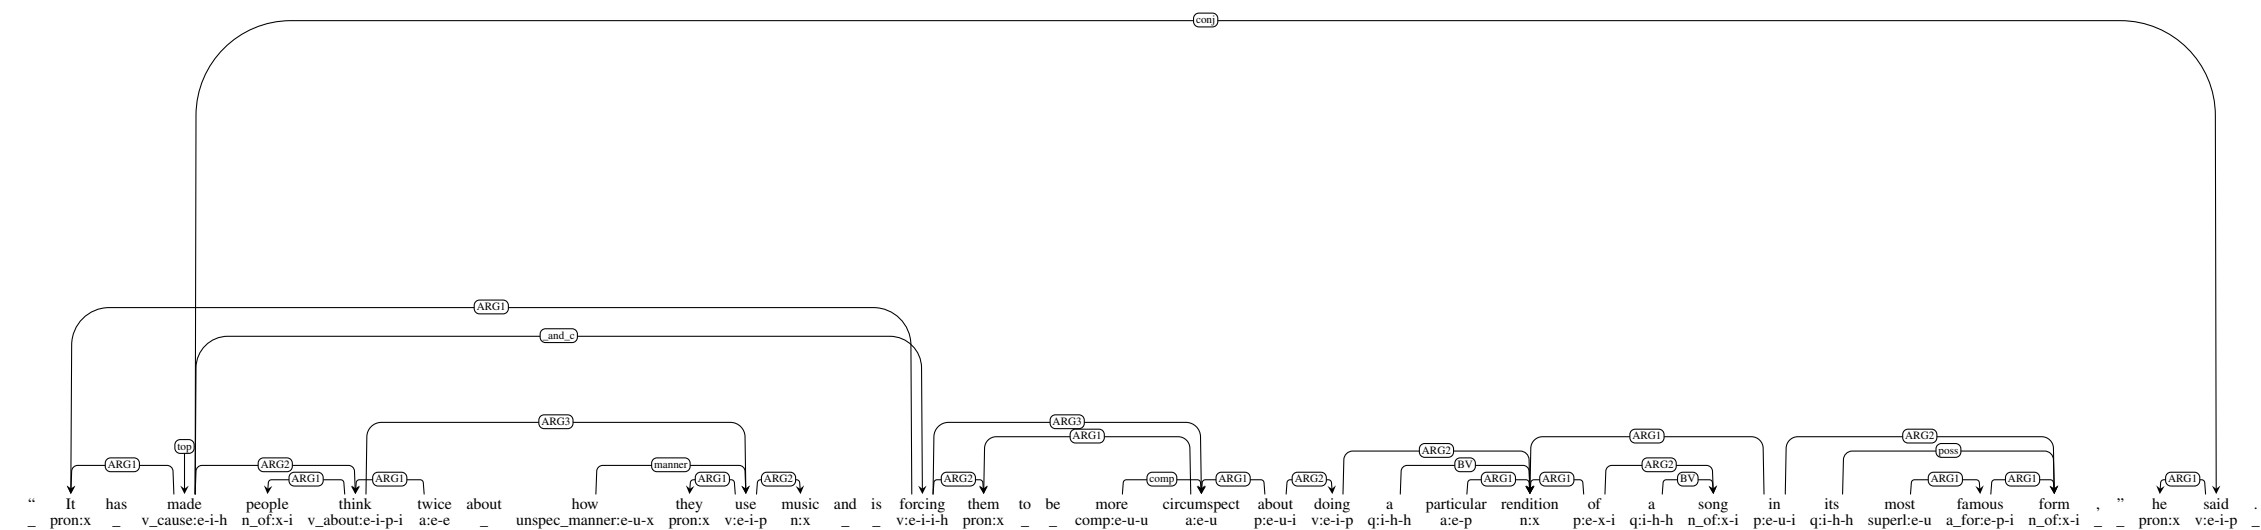 conj
ARG1
_and_c
ARG3 ARG3
ARG1 ARG1 ARG2
top ARG2 poss
ARG1 ARG2 manner BV ARG2
ARG1 ARG1 ARG1 ARG2 ARG2 comp ARG1 ARG2 ARG1 ARG1 BV ARG1 ARG1 ARG1
“ It has made people think twice about how they use music and is forcing them to be more circumspect about doing a particular rendition of a song in its most famous form , ” he said .
_ pron:x _ v_cause:e-i-h n_of:x-i v_about:e-i-p-i a:e-e _ unspec_manner:e-u-x pron:x v:e-i-p n:x _ _ v:e-i-i-h pron:x _ _ comp:e-u-u a:e-u p:e-u-i v:e-i-p q:i-h-h a:e-p n:x p:e-x-i q:i-h-h n_of:x-i p:e-u-i q:i-h-h superl:e-u a_for:e-p-i n_of:x-i _ _ pron:x v:e-i-p _